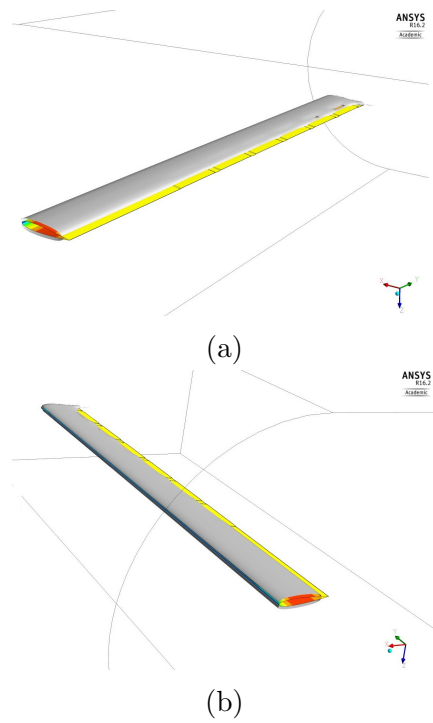 ANSYS
R16.2
Academic
X
Y
Z
(a)
ANSYS
R16.2
Academic
Y
X
Z
(b)